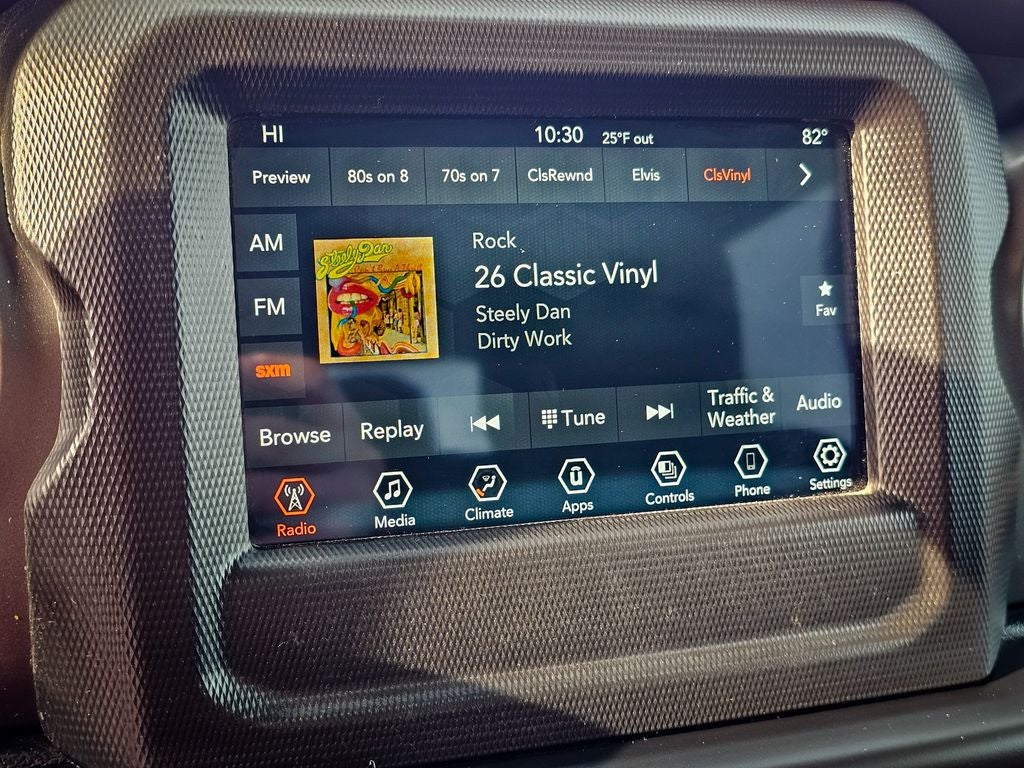 HI 10:30 25°F out 82°
Preview 80s on 8 70s on 7 ClsRewnd Elvis ClsVinyl
AM
FM
sxm
Steely Dan
Rock
26 Classic Vinyl
Steely Dan
Dirty Work
Fav
Browse Replay Tune Traffic & Weather Audio
Radio Media Climate Apps Controls Phone Settings